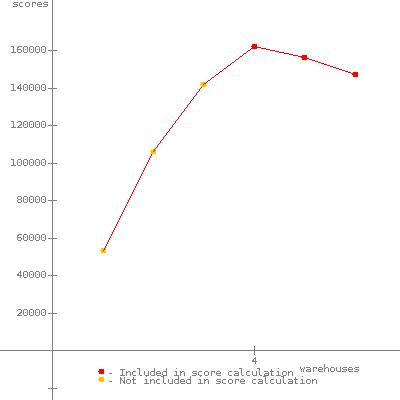 scores
160000
140000
120000
100000
80000
60000
40000
20000
4
warehouses
- Included in score calculation
- Not included in score calculation